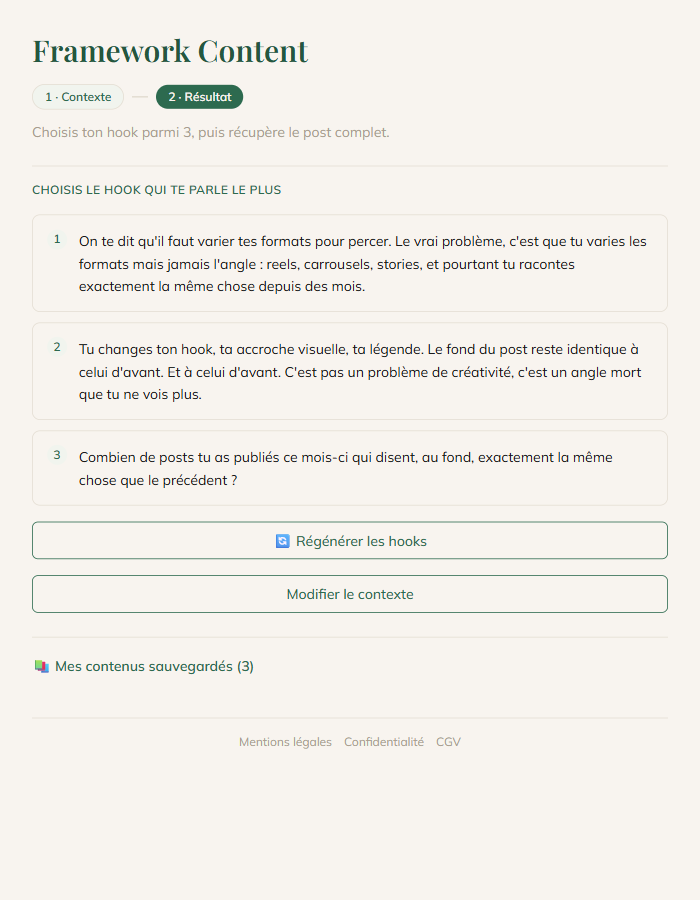 Framework Content
1 · Contexte — 2 · Résultat
Choisis ton hook parmi 3, puis récupère le post complet.
CHOISIS LE HOOK QUI TE PARLE LE PLUS
1
On te dit qu'il faut varier tes formats pour percer. Le vrai problème, c'est que tu varies les
formats mais jamais l'angle : reels, carrousels, stories, et pourtant tu racontes
exactement la même chose depuis des mois.
2
Tu changes ton hook, ta accroche visuelle, ta légende. Le fond du post reste identique à
celui d'avant. Et à celui d'avant. C'est pas un problème de créativité, c'est un angle mort
que tu ne vois plus.
3
Combien de posts tu as publiés ce mois-ci qui disent, au fond, exactement la même
chose que le précédent ?
Régénérer les hooks
Modifier le contexte
Mes contenus sauvegardés (3)
Mentions légales Confidentialité CGV